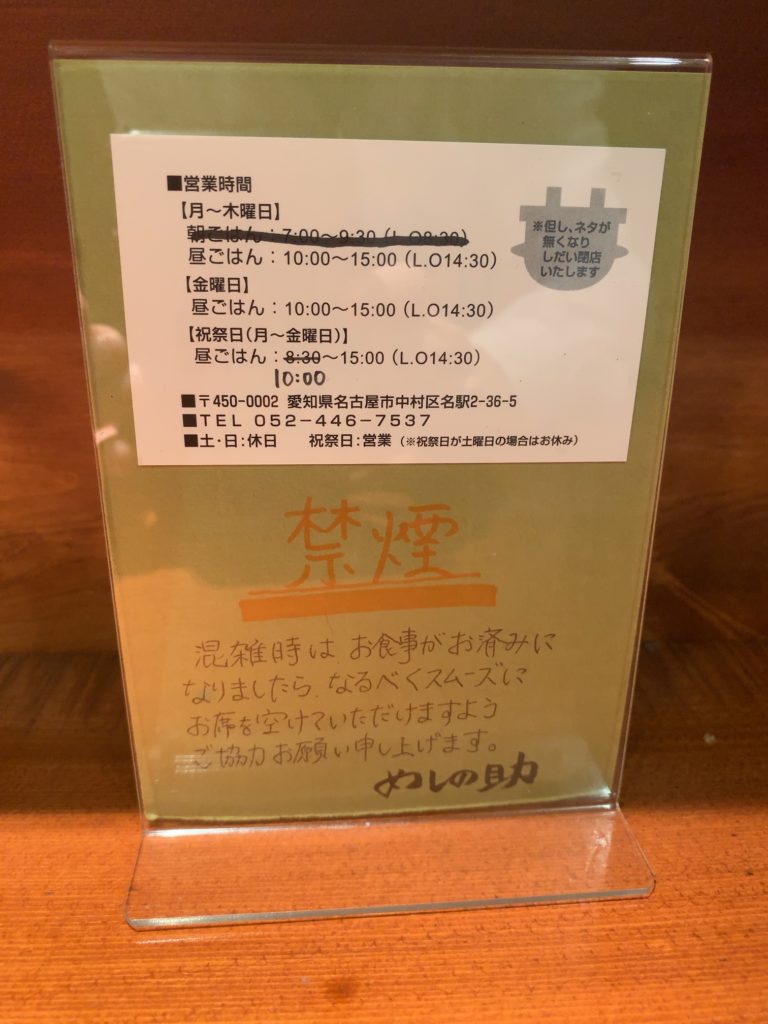 ■営業時間
【月〜木曜日】
朝ごはん：7:00〜9:30（L.O8:30）
昼ごはん：10:00〜15:00（L.O14:30）
【金曜日】
昼ごはん：10:00〜15:00（L.O14:30）
【祝祭日（月〜金曜日）】
昼ごはん：8:30〜15:00（L.O14:30）
10:00
※但し、ネタが
無くなり
しだい閉店
いたします
■〒450-0002 愛知県名古屋市中村区名駅2-36-5
■TEL 052－446－7537
■土・日：休日　祝祭日：営業（※祝祭日が土曜日の場合はお休み）
禁煙
混雑時は お食事がお済みに
なりましたら、なるべくスムーズに
お席を空けていただけますよう
ご協力お願い申し上げます。
めしの助